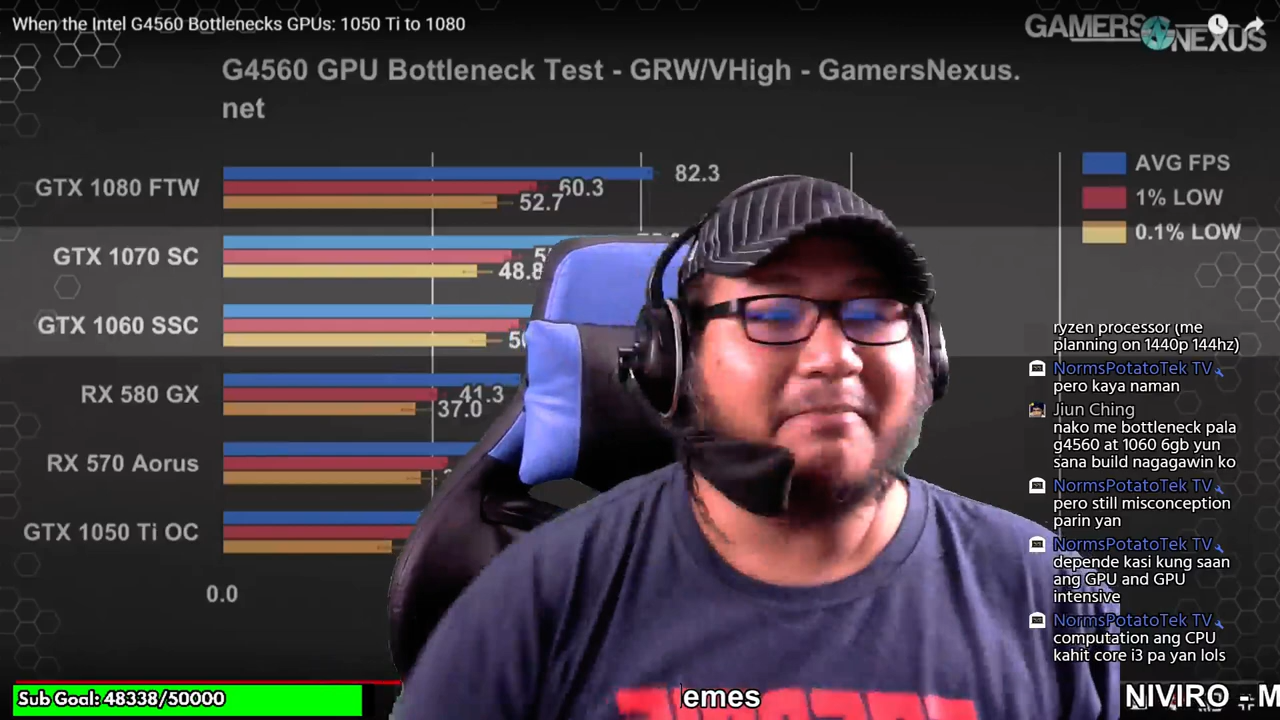 When the Intel G4560 Bottlenecks GPUs: 1050 Ti to 1080
GAMERS NEXUS
G4560 GPU Bottleneck Test - GRW/VHigh - GamersNexus.
net
AVG FPS
1% LOW
0.1% LOW
GTX 1080 FTW
82.3
60.3
52.7
GTX 1070 SC
48.8
GTX 1060 SSC
RX 580 GX
41.3
37.0
RX 570 Aorus
GTX 1050 Ti OC
0.0
ryzen processor (me
planning on 1440p 144hz)
NormsPotatoTek TV
pero kaya naman
Jiun Ching
nako me bottleneck pala
g4560 at 1060 6gb yun
sana build nagagawin ko
NormsPotatoTek TV
pero still misconception
parin yan
NormsPotatoTek TV
depende kasi kung saan
ang GPU and GPU
intensive
NormsPotatoTek TV
computation ang CPU
kahit core i3 pa yan lols
Sub Goal: 48338/50000
emes
NIVIRO - M